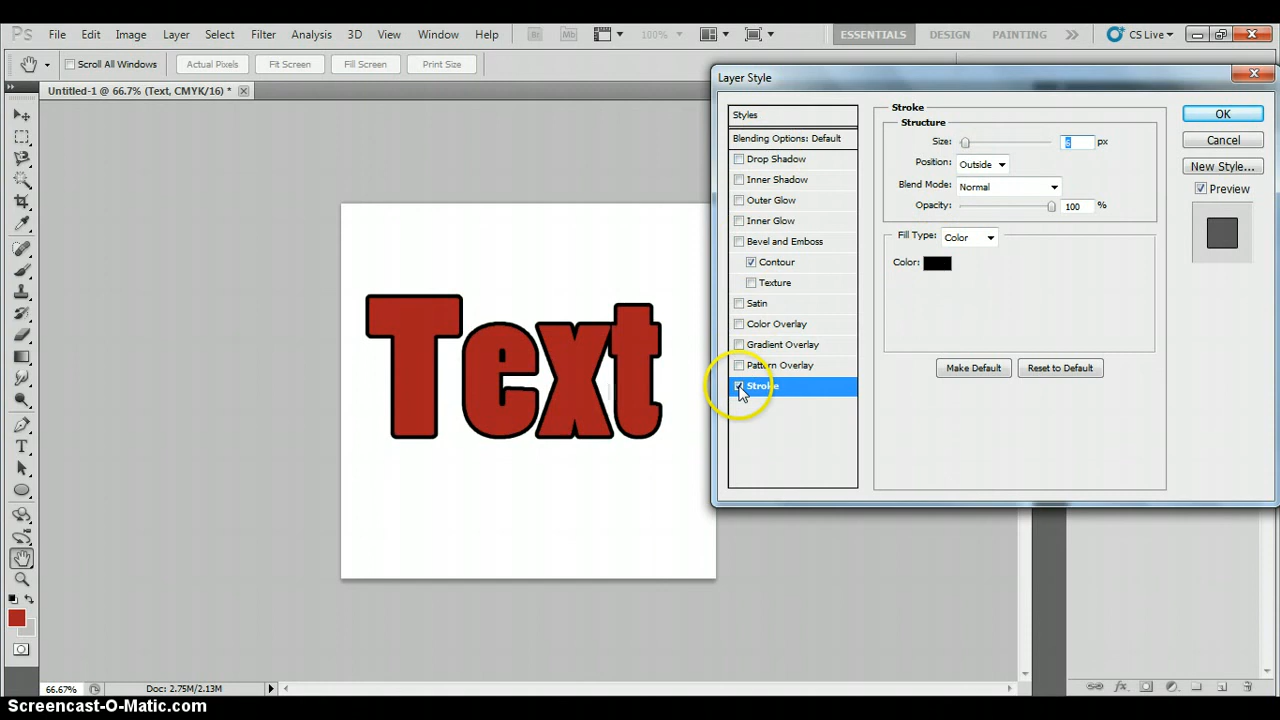 Ps File Edit Image Layer Select Filter Analysis 3D View Window Help Br Mb 100% ESSENTIALS DESIGN PAINTING CS Live
Scroll All Windows Actual Pixels Fit Screen Fill Screen Print Size
Untitled-1 @ 66.7% (Text, CMYK/16) *
Layer Style
Styles
Blending Options: Default
Drop Shadow
Inner Shadow
Outer Glow
Inner Glow
Bevel and Emboss
Contour
Texture
Satin
Color Overlay
Gradient Overlay
Pattern Overlay
Stroke
Stroke
Structure
Size: 6 px
Position: Outside
Blend Mode: Normal
Opacity: 100 %
Fill Type: Color
Color:
Make Default Reset to Default
OK
Cancel
New Style...
Preview
Text
T
66.67% Doc: 2.75M/2.13M
fx
Screencast-O-Matic.com